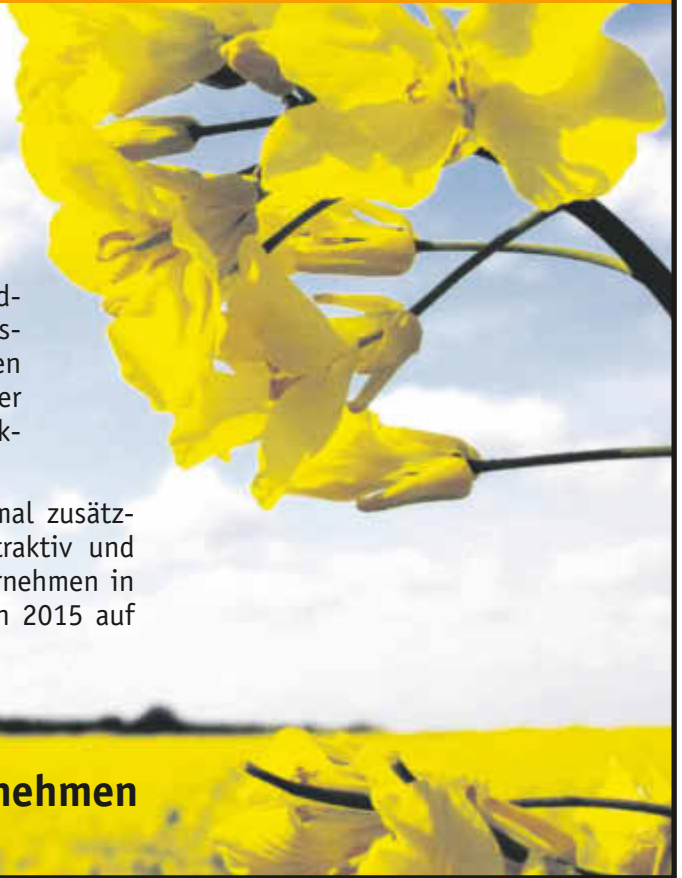 d-
s-
en
er
k-
mal zusätz-
traktiv und
rnehmen in
n 2015 auf
nehmen